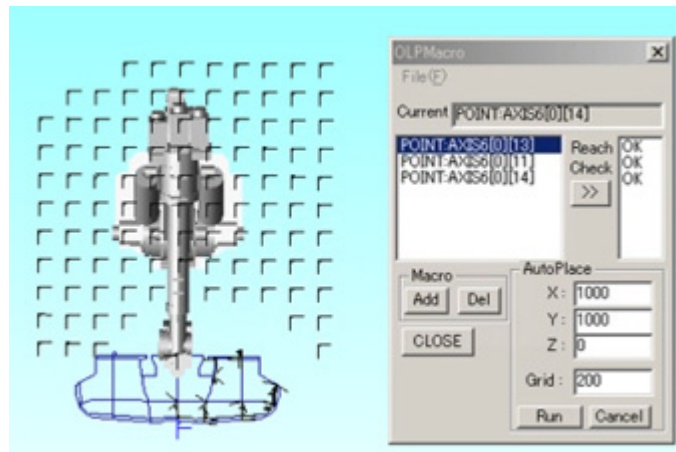 OLPMacro
File(F)
Current POINT:AXIS6[0][14]
POINT:AXIS6[0][13]
POINT:AXIS6[0][11]
POINT:AXIS6[0][14]
Reach Check
>>
OK
OK
OK
Macro
Add Del
CLOSE
AutoPlace
X: 1000
Y: 1000
Z: 0
Grid: 200
Run Cancel